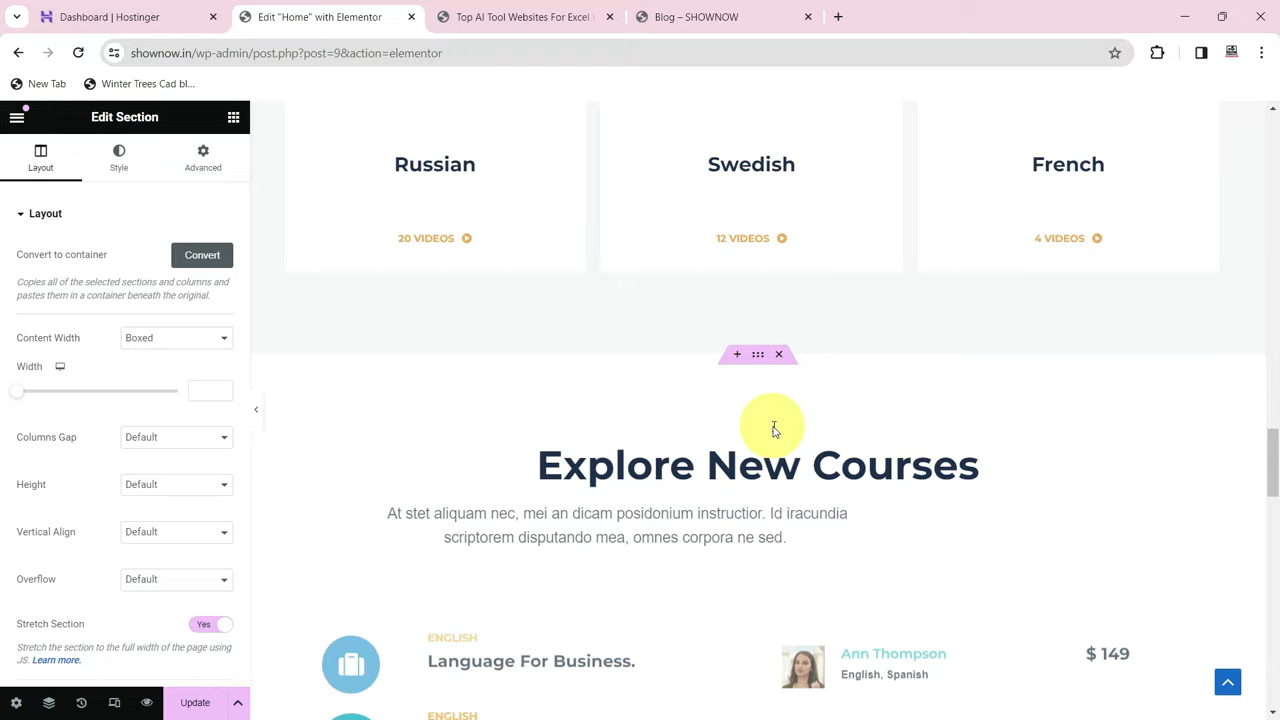 Dashboard | Hostinger
Edit "Home" with Elementor
Top AI Tool Websites For Excel
Blog – SHOWNOW
shownow.in/wp-admin/post.php?post=9&action=elementor
New Tab
Winter Trees Cad bl...
Edit Section
Layout
Style
Advanced
Layout
Convert to container
Convert
Copies all of the selected sections and columns and
pastes them in a container beneath the original.
Content Width
Boxed
Width
Columns Gap
Default
Height
Default
Vertical Align
Default
Overflow
Default
Stretch Section
Yes
Stretch the section to the full width of the page using
JS. Learn more.
Update
Russian
Swedish
French
20 VIDEOS
12 VIDEOS
4 VIDEOS
Explore New Courses
At stet aliquam nec, mei an dicam posidonium instructior. Id iracundia
scriptorem disputando mea, omnes corpora ne sed.
ENGLISH
Language For Business.
Ann Thompson
English, Spanish
$ 149
ENGLISH